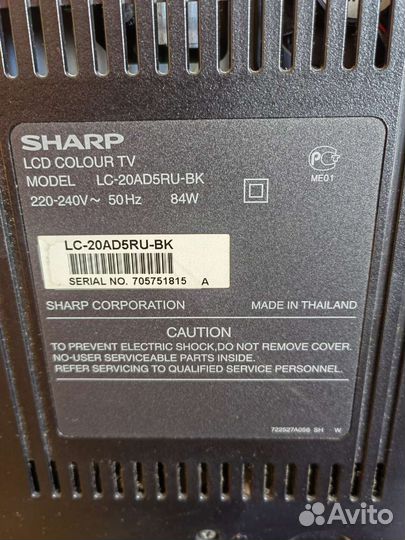 SHARP
LCD COLOUR TV
MODEL LC-20AD5RU-BK
220-240V~ 50Hz 84W
ME01
LC-20AD5RU-BK
SERIAL NO. 705751815 A
SHARP CORPORATION MADE IN THAILAND
CAUTION
TO PREVENT ELECTRIC SHOCK,DO NOT REMOVE COVER.
NO-USER SERVICEABLE PARTS INSIDE.
REFER SERVICING TO QUALIFIED SERVICE PERSONNEL.
722527A056 SH W
Avito